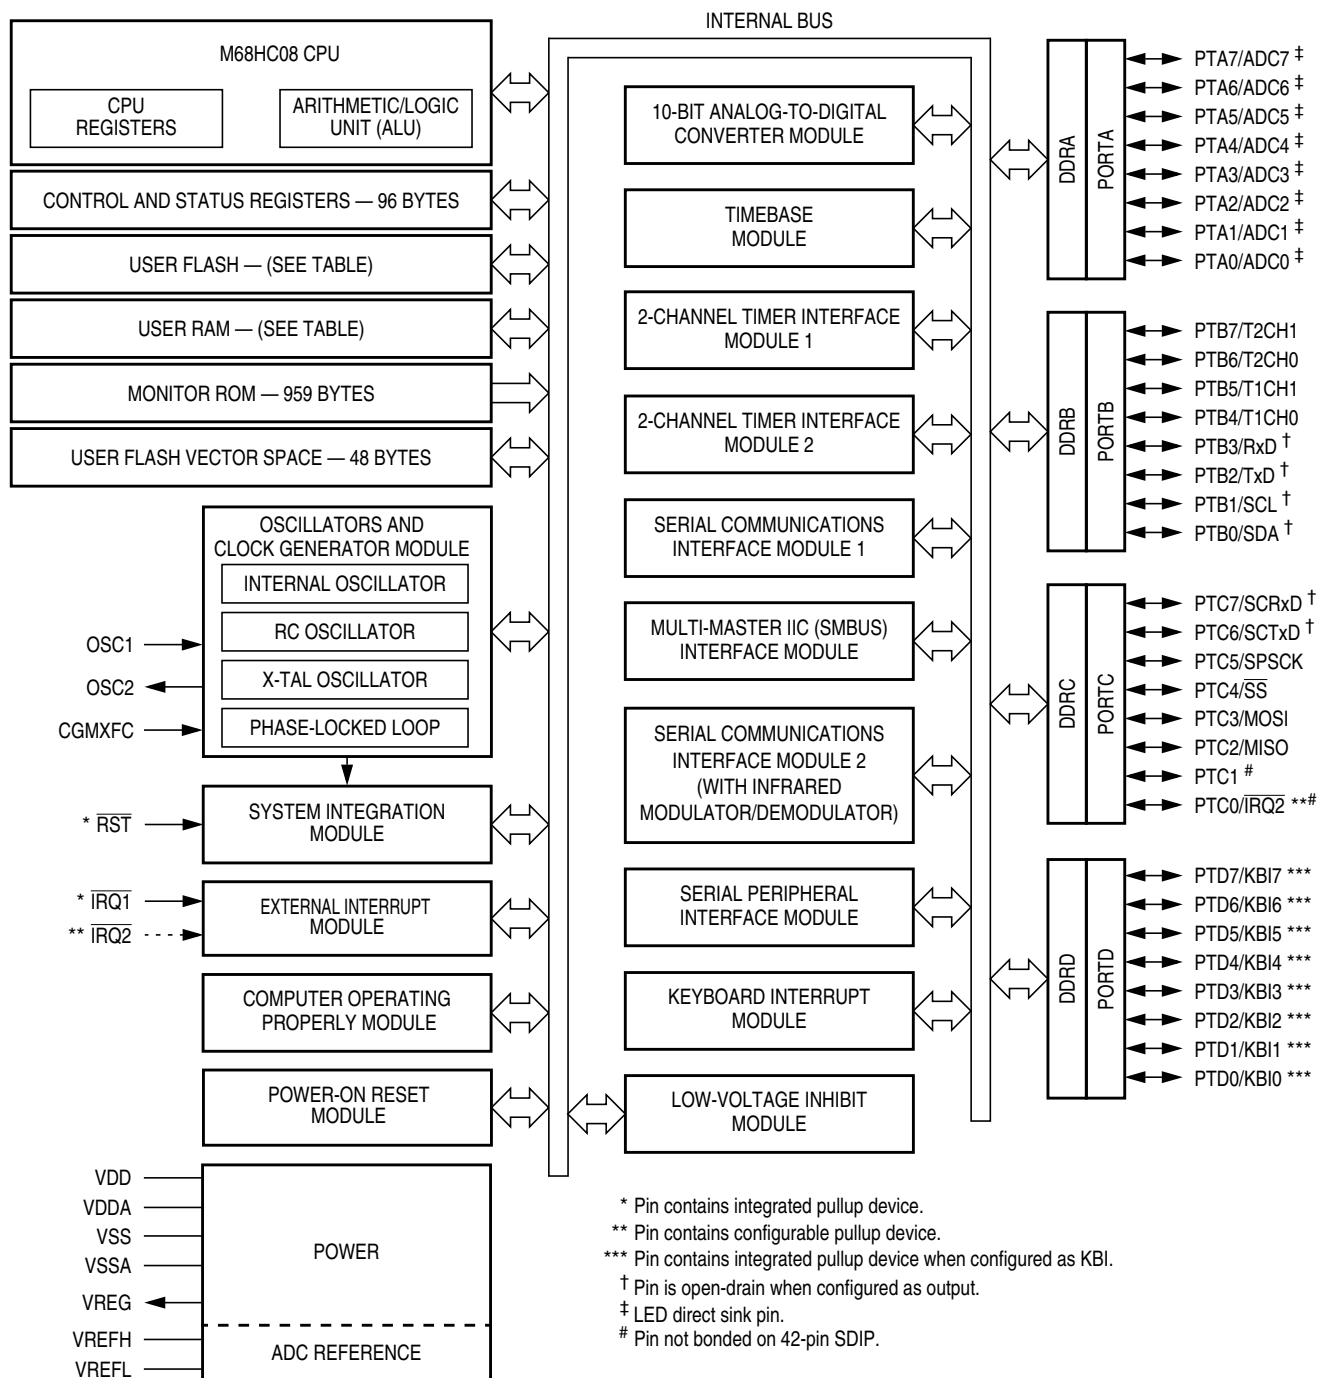 INTERNAL BUS
M68HC08 CPU
CPU
REGISTERS
ARITHMETIC/LOGIC
UNIT (ALU)
CONTROL AND STATUS REGISTERS — 96 BYTES
USER FLASH — (SEE TABLE)
USER RAM — (SEE TABLE)
MONITOR ROM — 959 BYTES
USER FLASH VECTOR SPACE — 48 BYTES
OSCILLATORS AND
CLOCK GENERATOR MODULE
INTERNAL OSCILLATOR
RC OSCILLATOR
X-TAL OSCILLATOR
PHASE-LOCKED LOOP
OSC1
OSC2
CGMXFC
SYSTEM INTEGRATION
MODULE
* RST
EXTERNAL INTERRUPT
MODULE
* IRQ1
** IRQ2
COMPUTER OPERATING
PROPERLY MODULE
POWER-ON RESET
MODULE
VDD
VDDA
VSS
VSSA
VREG
VREFH
VREFL
POWER
ADC REFERENCE
10-BIT ANALOG-TO-DIGITAL
CONVERTER MODULE
TIMEBASE
MODULE
2-CHANNEL TIMER INTERFACE
MODULE 1
2-CHANNEL TIMER INTERFACE
MODULE 2
SERIAL COMMUNICATIONS
INTERFACE MODULE 1
MULTI-MASTER IIC (SMBUS)
INTERFACE MODULE
SERIAL COMMUNICATIONS
INTERFACE MODULE 2
(WITH INFRARED
MODULATOR/DEMODULATOR)
SERIAL PERIPHERAL
INTERFACE MODULE
KEYBOARD INTERRUPT
MODULE
LOW-VOLTAGE INHIBIT
MODULE
DDRA
PORTA
PTA7/ADC7 ‡
PTA6/ADC6 ‡
PTA5/ADC5 ‡
PTA4/ADC4 ‡
PTA3/ADC3 ‡
PTA2/ADC2 ‡
PTA1/ADC1 ‡
PTA0/ADC0 ‡
DDRB
PORTB
PTB7/T2CH1
PTB6/T2CH0
PTB5/T1CH1
PTB4/T1CH0
PTB3/RxD †
PTB2/TxD †
PTB1/SCL †
PTB0/SDA †
DDRC
PORTC
PTC7/SCRxD †
PTC6/SCTxD †
PTC5/SPSCK
PTC4/SS
PTC3/MOSI
PTC2/MISO
PTC1 #
PTC0/IRQ2 **#
DDRD
PORTD
PTD7/KBI7 ***
PTD6/KBI6 ***
PTD5/KBI5 ***
PTD4/KBI4 ***
PTD3/KBI3 ***
PTD2/KBI2 ***
PTD1/KBI1 ***
PTD0/KBI0 ***
* Pin contains integrated pullup device.
** Pin contains configurable pullup device.
*** Pin contains integrated pullup device when configured as KBI.
† Pin is open-drain when configured as output.
‡ LED direct sink pin.
# Pin not bonded on 42-pin SDIP.